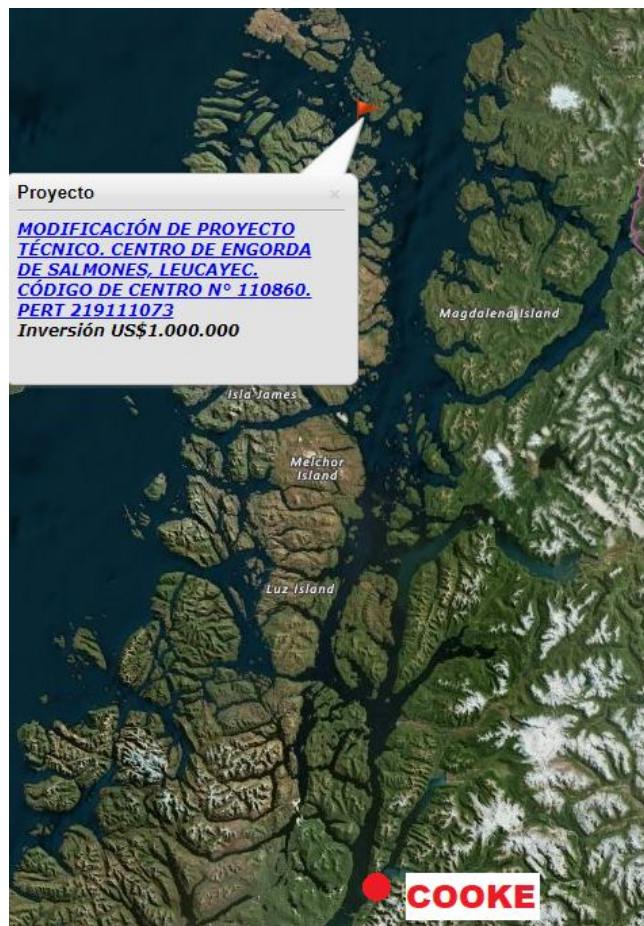 Proyecto
MODIFICACIÓN DE PROYECTO
TÉCNICO. CENTRO DE ENGORDA
DE SALMONES, LEUCAYEC.
CÓDIGO DE CENTRO N° 110860.
PERT 219111073
Inversión US$1.000.000
Magdalena Island
Isla James
Melchor
Island
Luz Island
COOKE